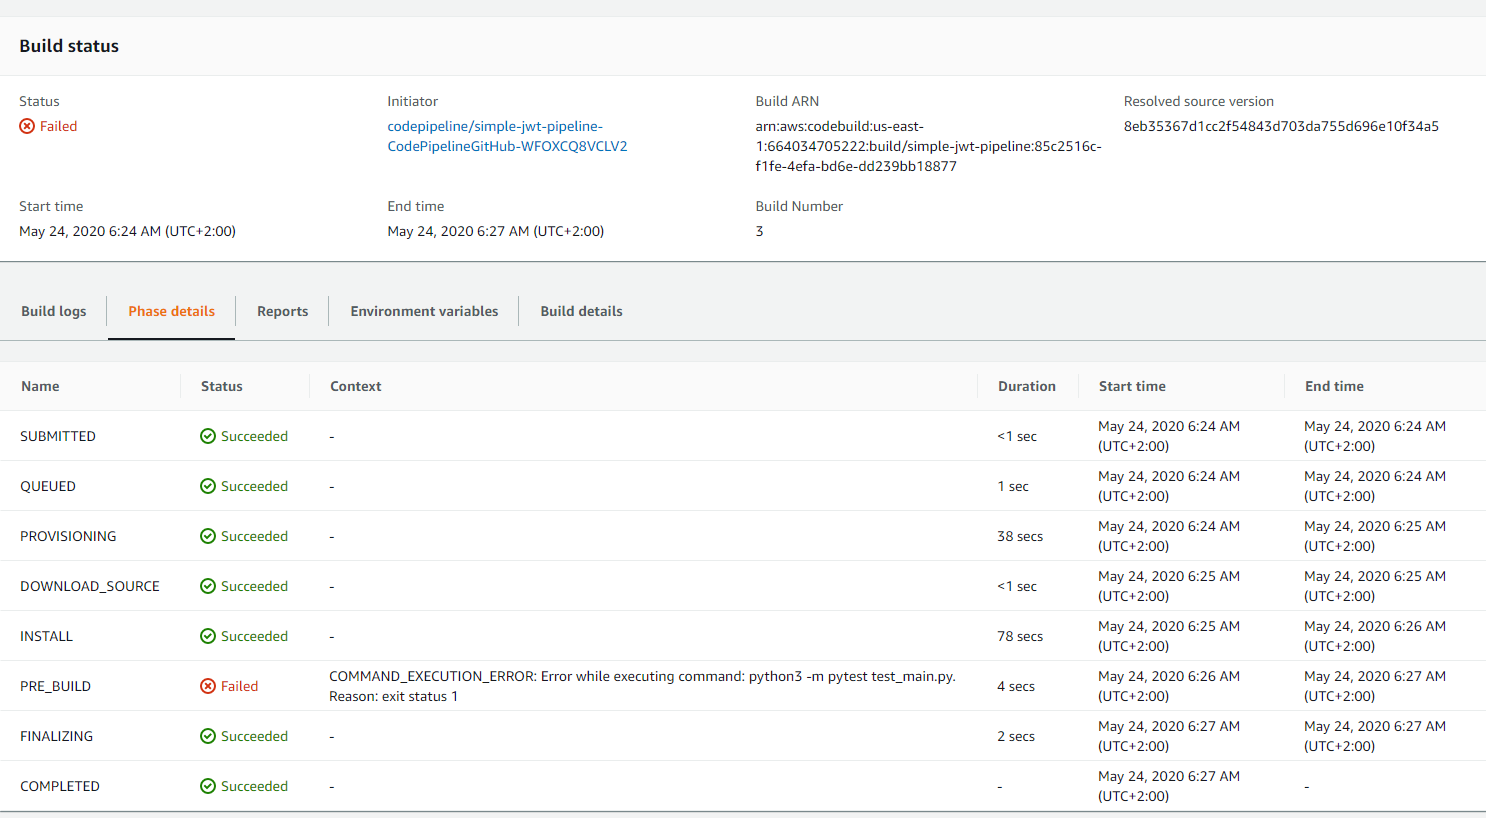 Build status
Status
Failed
Initiator
codepipeline/simple-jwt-pipeline-
CodePipelineGitHub-WFOXCQ8VCLV2
Build ARN
arn:aws:codebuild:us-east-
1:664034705222:build/simple-jwt-pipeline:85c2516c-
f1fe-4efa-bd6e-dd239bb18877
Resolved source version
8eb35367d1cc2f54843d703da755d696e10f34a5
Start time
May 24, 2020 6:24 AM (UTC+2:00)
End time
May 24, 2020 6:27 AM (UTC+2:00)
Build Number
3
Build logs
Phase details
Reports
Environment variables
Build details
Name Status Context Duration Start time End time
SUBMITTED Succeeded - <1 sec May 24, 2020 6:24 AM May 24, 2020 6:24 AM
(UTC+2:00) (UTC+2:00)
QUEUED Succeeded - 1 sec May 24, 2020 6:24 AM May 24, 2020 6:24 AM
(UTC+2:00) (UTC+2:00)
PROVISIONING Succeeded - 38 secs May 24, 2020 6:24 AM May 24, 2020 6:25 AM
(UTC+2:00) (UTC+2:00)
DOWNLOAD_SOURCE Succeeded - <1 sec May 24, 2020 6:25 AM May 24, 2020 6:25 AM
(UTC+2:00) (UTC+2:00)
INSTALL Succeeded - 78 secs May 24, 2020 6:25 AM May 24, 2020 6:26 AM
(UTC+2:00) (UTC+2:00)
PRE_BUILD Failed COMMAND_EXECUTION_ERROR: Error while executing command: python3 -m pytest test_main.py. 4 secs May 24, 2020 6:26 AM May 24, 2020 6:27 AM
Reason: exit status 1 (UTC+2:00) (UTC+2:00)
FINALIZING Succeeded - 2 secs May 24, 2020 6:27 AM May 24, 2020 6:27 AM
(UTC+2:00) (UTC+2:00)
COMPLETED Succeeded - - May 24, 2020 6:27 AM -
(UTC+2:00)